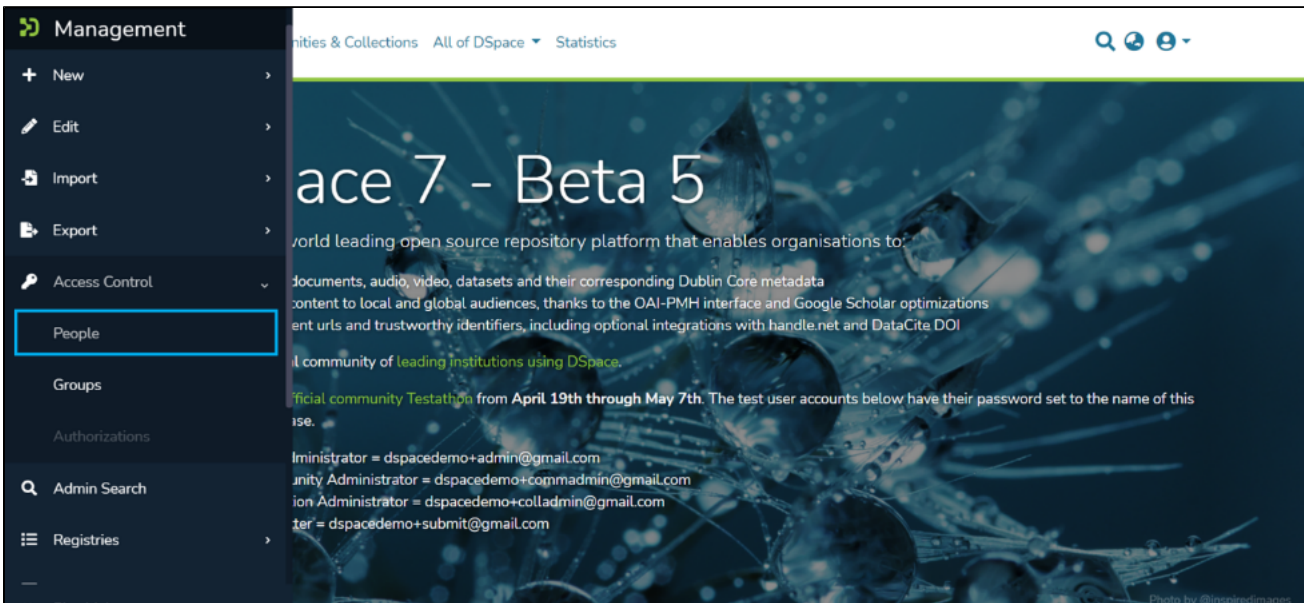 Management
New
Edit
Import
Export
Access Control
People
Groups
Authorizations
Admin Search
Registries
nities & Collections All of DSpace Statistics
ace 7 - Beta 5
world leading open source repository platform that enables organisations to:
documents, audio, video, datasets and their corresponding Dublin Core metadata
content to local and global audiences, thanks to the OAI-PMH interface and Google Scholar optimizations
ent urls and trustworthy identifiers, including optional integrations with handle.net and DataCite DOI
l community of leading institutions using DSpace.
fficial community Testathon from April 19th through May 7th. The test user accounts below have their password set to the name of this
ase.
dministrator = dspacedemo+admin@gmail.com
unity Administrator = dspacedemo+commadmin@gmail.com
ion Administrator = dspacedemo+colladmin@gmail.com
ter = dspacedemo+submit@gmail.com
Photo by @inspiredimages